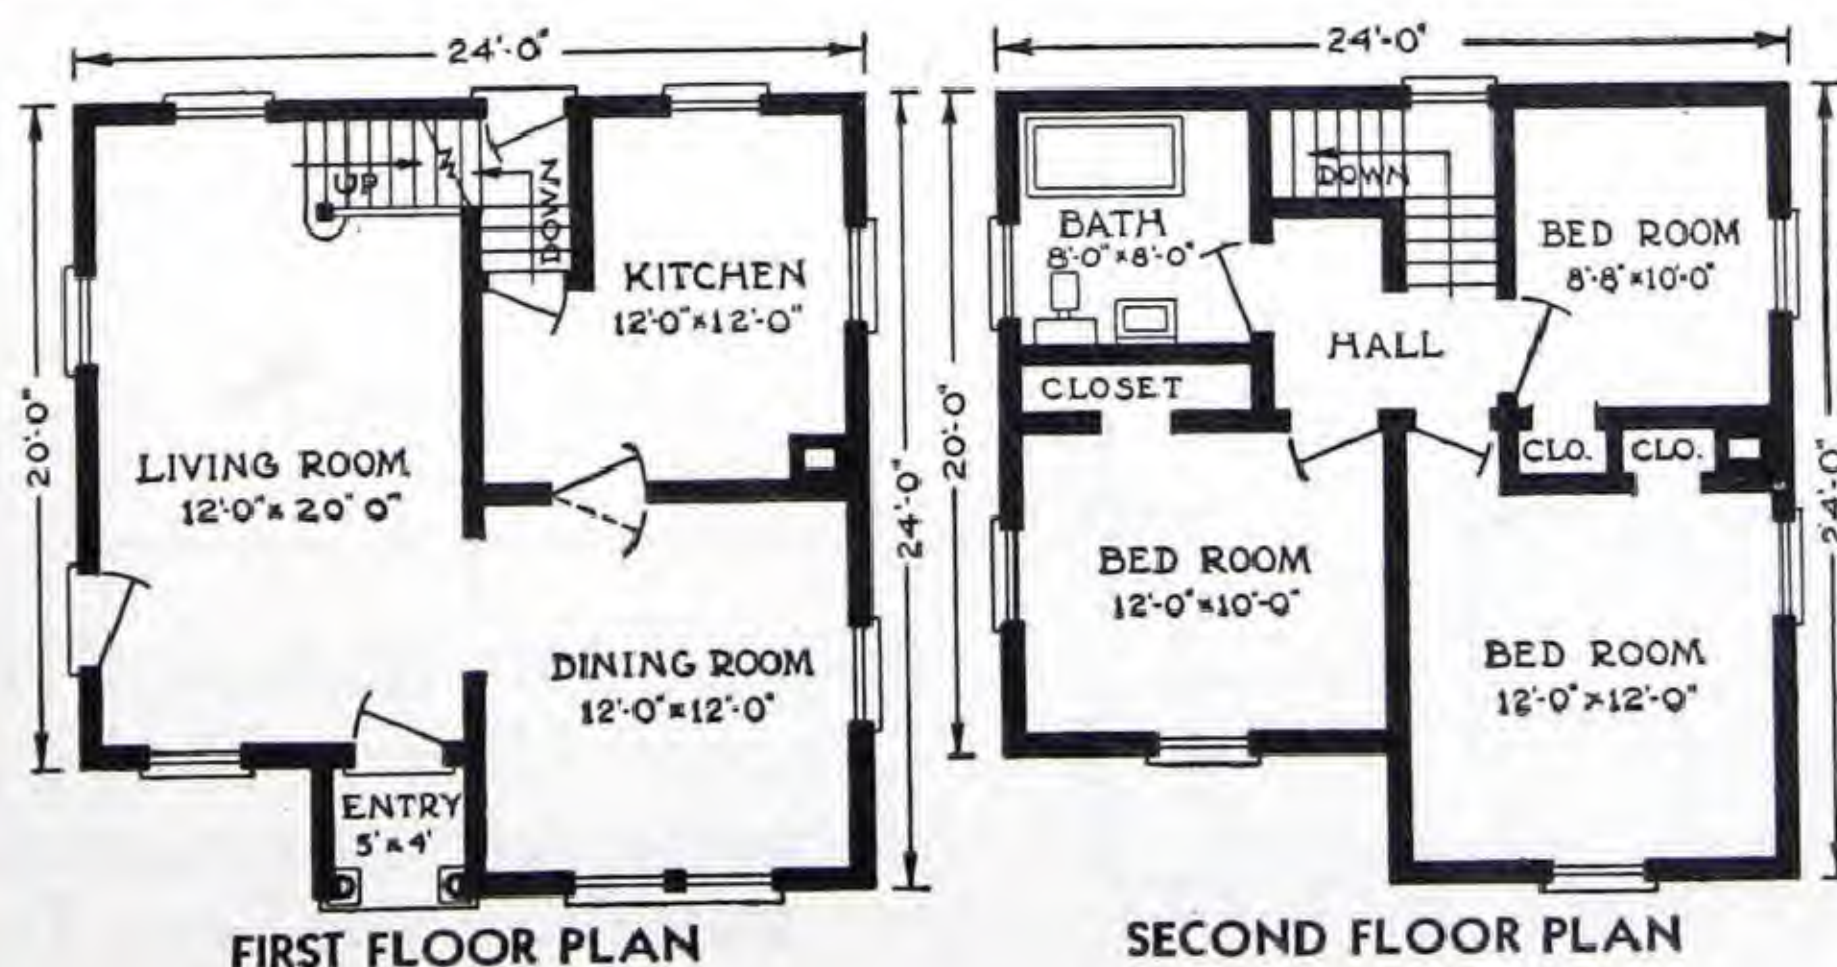 24'-0"
20'-0"
UP
DOWN
KITCHEN
12'-0"x12'-0"
LIVING ROOM
12'-0"x 20" 0"
24'-0"
DINING ROOM
12'-0"x12'-0"
ENTRY
5'x4'
FIRST FLOOR PLAN
24'-0"
20'-0"
BATH
8'-0"x8'-0"
DOWN
BED ROOM
8'-8"x10'-0"
HALL
CLOSET
CLO.
CLO.
24'-0"
BED ROOM
12'-0"x10'-0"
BED ROOM
12'-0"x12'-0"
SECOND FLOOR PLAN